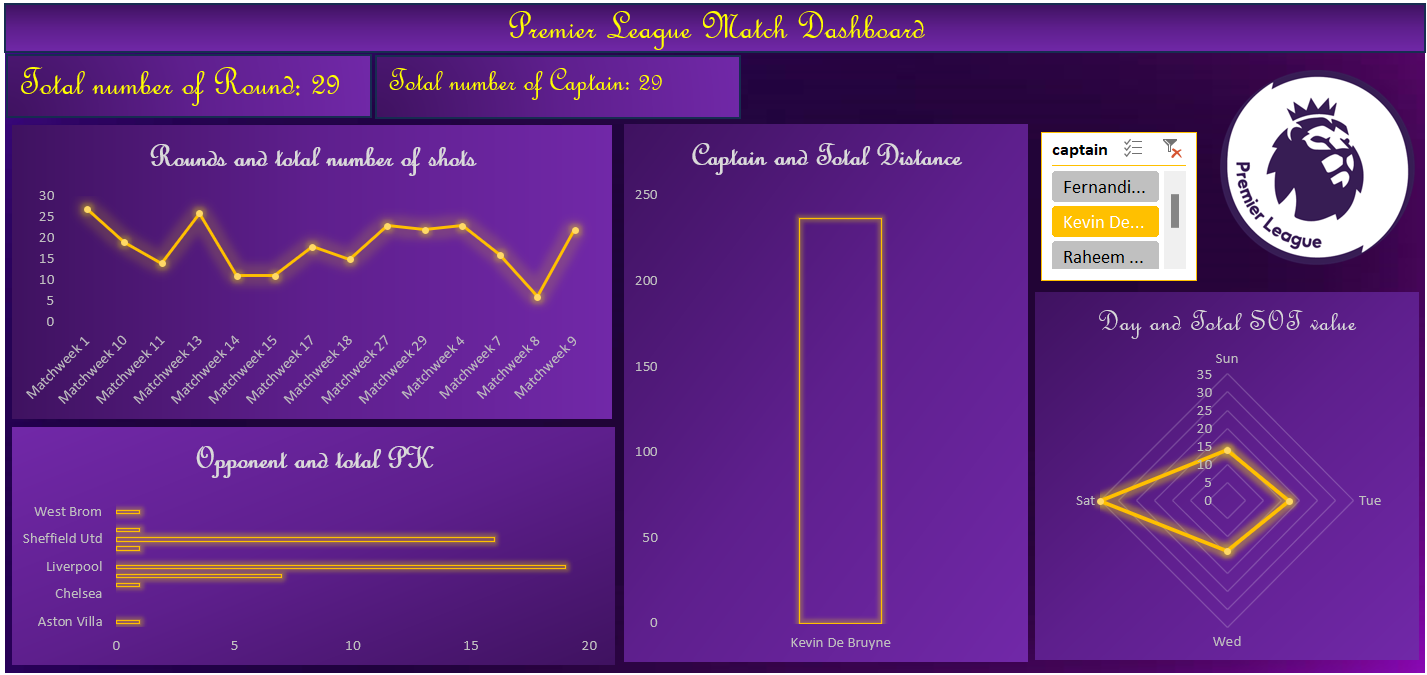 Premier League Match Dashboard
Total number of Round: 29
Total number of Captain: 29
Rounds and total number of shots
30
25
20
15
10
5
0
Matchweek 1
Matchweek 10
Matchweek 11
Matchweek 13
Matchweek 14
Matchweek 15
Matchweek 17
Matchweek 18
Matchweek 27
Matchweek 29
Matchweek 4
Matchweek 7
Matchweek 8
Matchweek 9
Opponent and total PK
West Brom
Sheffield Utd
Liverpool
Chelsea
Aston Villa
0 5 10 15 20
Captain and Total Distance
250
200
150
100
50
0
Kevin De Bruyne
captain
Fernandi...
Kevin De...
Raheem ...
Premier League
Day and Total SOT value
Sun
35
30
25
20
15
10
5
0
Sat
Tue
Wed